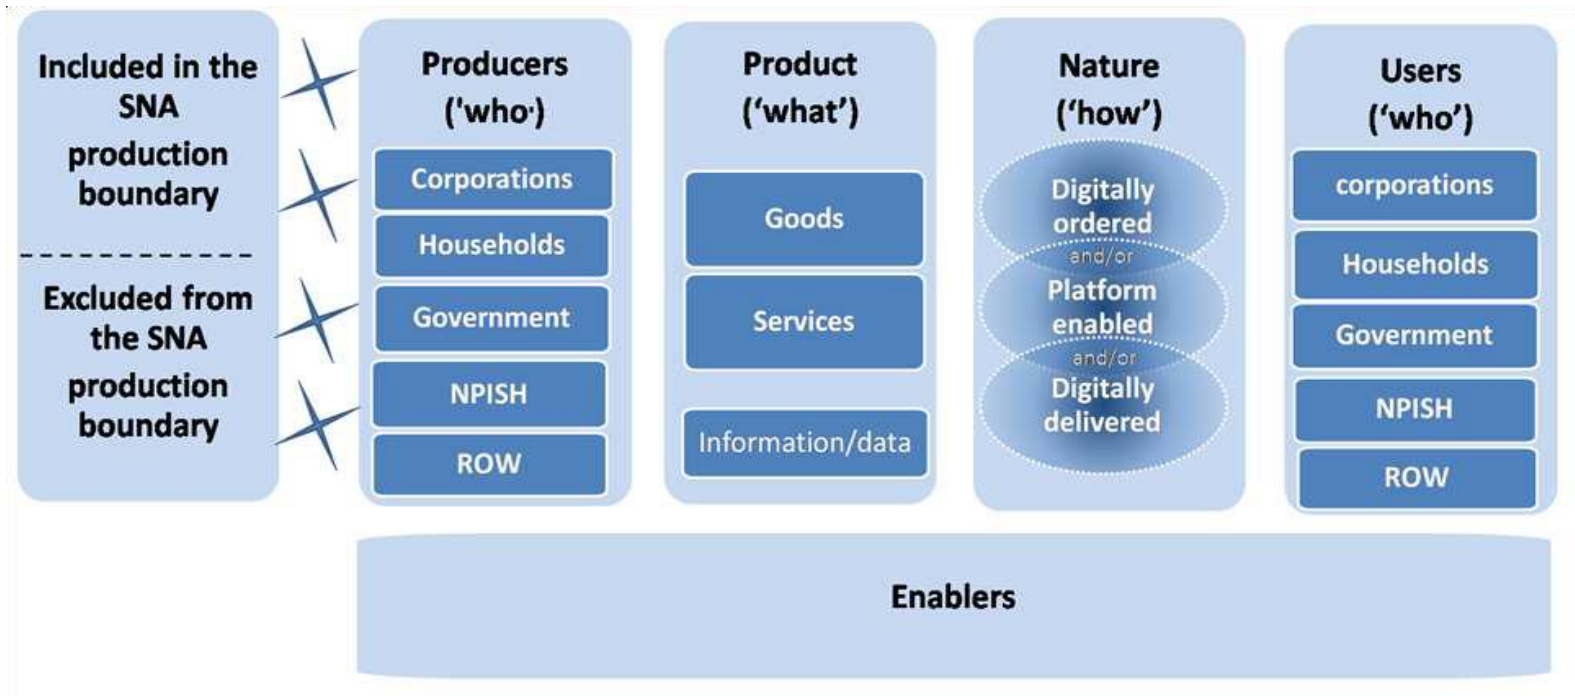 Included in the
SNA
production
boundary
Excluded from
the SNA
production
boundary
Producers
('who')
Corporations
Households
Government
NPISH
ROW
Product
(‘what’)
Goods
Services
Information/data
Nature
(‘how’)
Digitally
ordered
and/or
Platform
enabled
and/or
Digitally
delivered
Users
(‘who’)
corporations
Households
Government
NPISH
ROW
Enablers